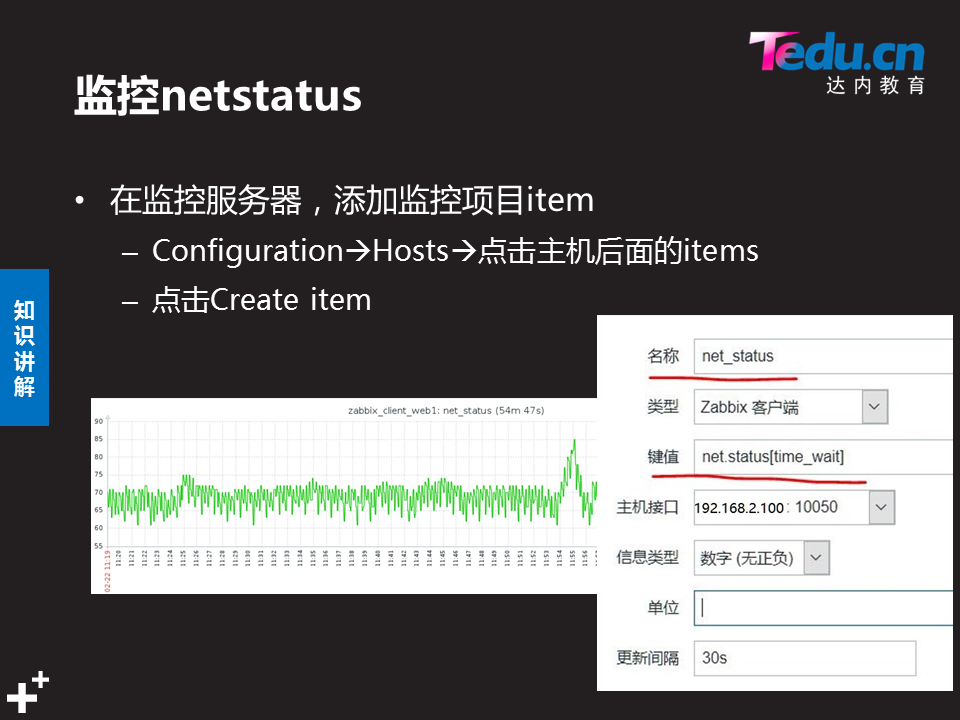 Tedu.cn
达内教育
监控netstatus
• 在监控服务器，添加监控项目item
– Configuration→Hosts→点击主机后面的items
– 点击Create item
知
识
讲
解
zabbix_client_web1: net_status (54m 47s)
90
85
80
75
70
65
60
55
02-22 11:19 11:20 11:21 11:22 11:23 11:24 11:25 11:26 11:27 11:28 11:29 11:30 11:31 11:32 11:33 11:34 11:35 11:36 11:37 11:38 11:39 11:40 11:41 11:42 11:43 11:44 11:45 11:46 11:47 11:48 11:49 11:50 11:51 11:52 11:53 11:54 11:55 11:56
名称 net_status
类型 Zabbix 客户端
键值 net.status[time_wait]
主机接口 192.168.2.100 : 10050
信息类型 数字 (无正负)
单位
更新间隔 30s